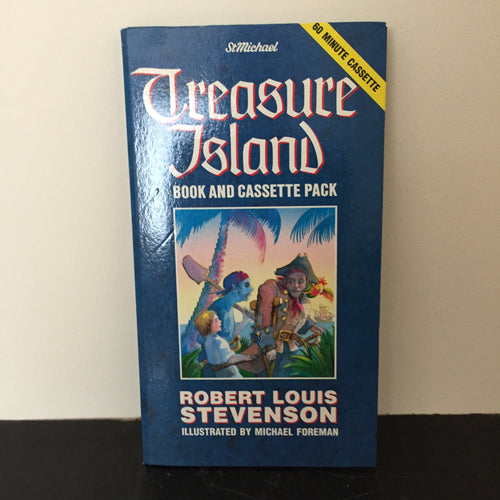 St Michael
60 MINUTE CASSETTE
Treasure
Island
BOOK AND CASSETTE PACK
ROBERT LOUIS
STEVENSON
ILLUSTRATED BY MICHAEL FOREMAN